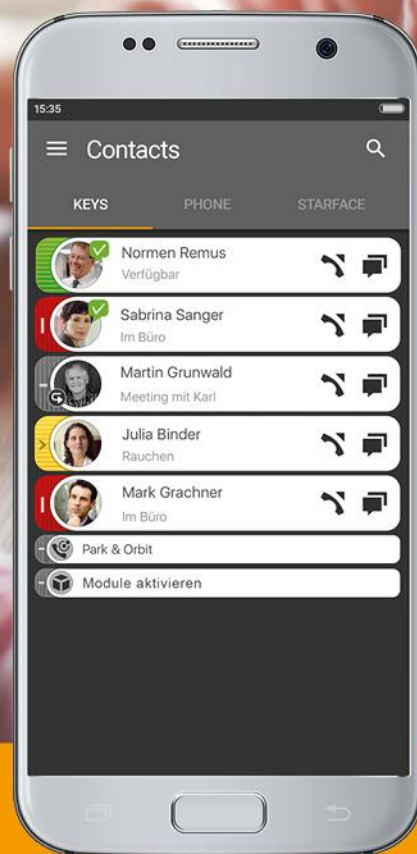 15:35
Contacts
KEYS PHONE STARFACE
Normen Remus
Verfügbar
Sabrina Sanger
Im Büro
Martin Grunwald
Meeting mit Karl
Julia Binder
Rauchen
Mark Grachner
Im Büro
Park & Orbit
Module aktivieren